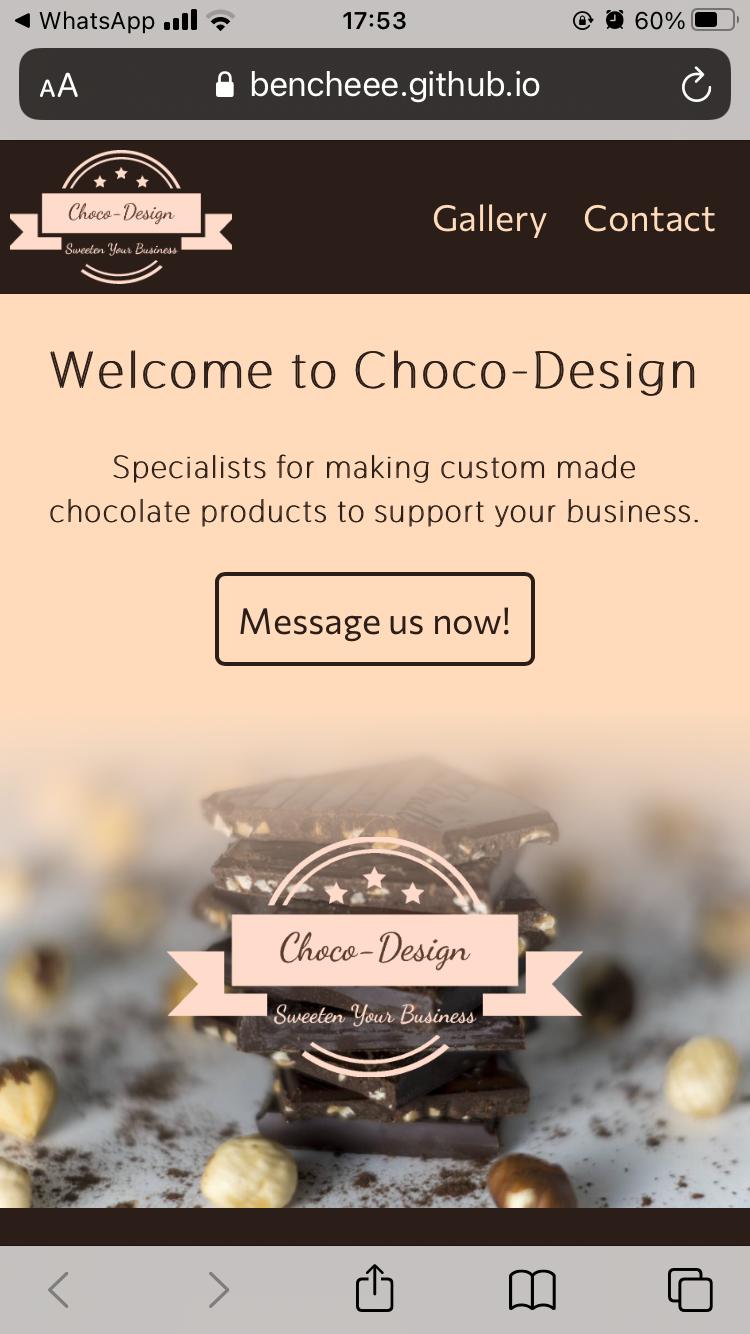 WhatsApp 17:53 60%
AA bencheee.github.io
Choco-Design
Sweeten Your Business
Gallery Contact
Welcome to Choco-Design
Specialists for making custom made
chocolate products to support your business.
Message us now!
Choco-Design
Sweeten Your Business